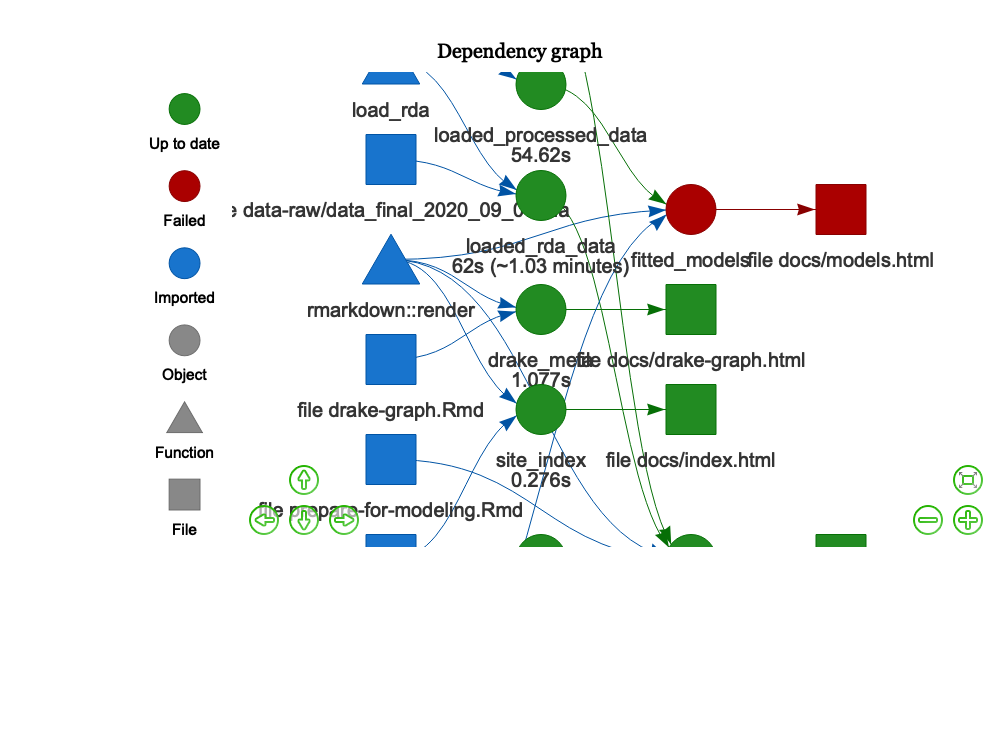 Dependency graph
Up to date
Failed
Imported
Object
Function
File
load_rda
loaded_processed_data
54.62s
data-raw/data_final_2020_09_0
loaded_rda_data
62s (~1.03 minutes)
fitted_models
file docs/models.html
rmarkdown::render
drake_meta
1.077s
file docs/drake-graph.html
file drake-graph.Rmd
site_index
0.276s
file docs/index.html
file prepare-for-modeling.Rmd